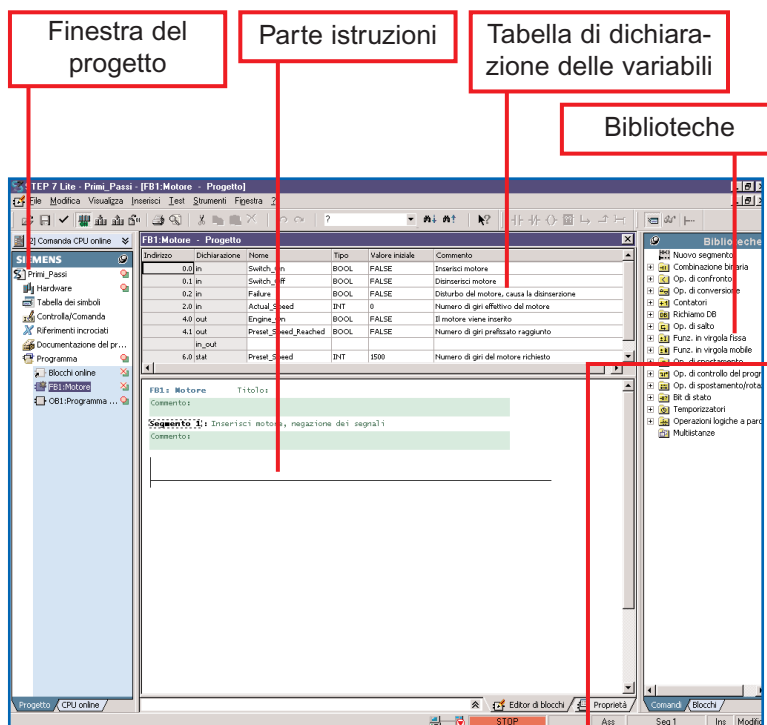 Finestra del
progetto
Parte istruzioni
Tabella di dichiara-
zione delle variabili
Biblioteche
STEP 7 Lite - Primi_Passi - [FB1:Motore - Progetto]
File Modifica Visualizza Inserisci Test Strumenti Finestra ?
?
2] Comanda CPU online
SIEMENS
Primi_Passi
Hardware
Tabella dei simboli
Controlla/Comanda
Riferimenti incrociati
Documentazione del pr...
Programma
Blocchi online
FB1:Motore
OB1:Programma ...
Progetto CPU online
FB1:Motore - Progetto
Indirizzo Dichiarazione Nome Tipo Valore iniziale Commento
0.0 in Switch_On BOOL FALSE Inserisci motore
0.1 in Switch_Off BOOL FALSE Disinserisci motore
0.2 in Failure BOOL FALSE Disturbo del motore, causa la disinserzione
2.0 in Actual_Speed INT 0 Numero di giri effettivo del motore
4.0 out Engine_On BOOL FALSE Il motore viene inserito
4.1 out Preset_Speed_Reached BOOL FALSE Numero di giri prefissato raggiunto
in_out
6.0 stat Preset_Speed INT 1500 Numero di giri del motore richiesto
FB1: Motore Titolo:
Commento:
Segmento 1: Inserisci motore, negazione dei segnali
Commento:
Editor di blocchi Proprietà
Biblioteche
Nuovo segmento
Combinazione binaria
Op. di confronto
Op. di conversione
Contatori
Richiamo DB
Op. di salto
Funz. in virgola fissa
Funz. in virgola mobile
Op. di spostamento
Op. di controllo del progr
Op. di spostamento/rota
Bit di stato
Temporizzatori
Operazioni logiche a paro
Multiistanze
Comandi Blocchi
STOP Ass Seg 1 Ins Modific